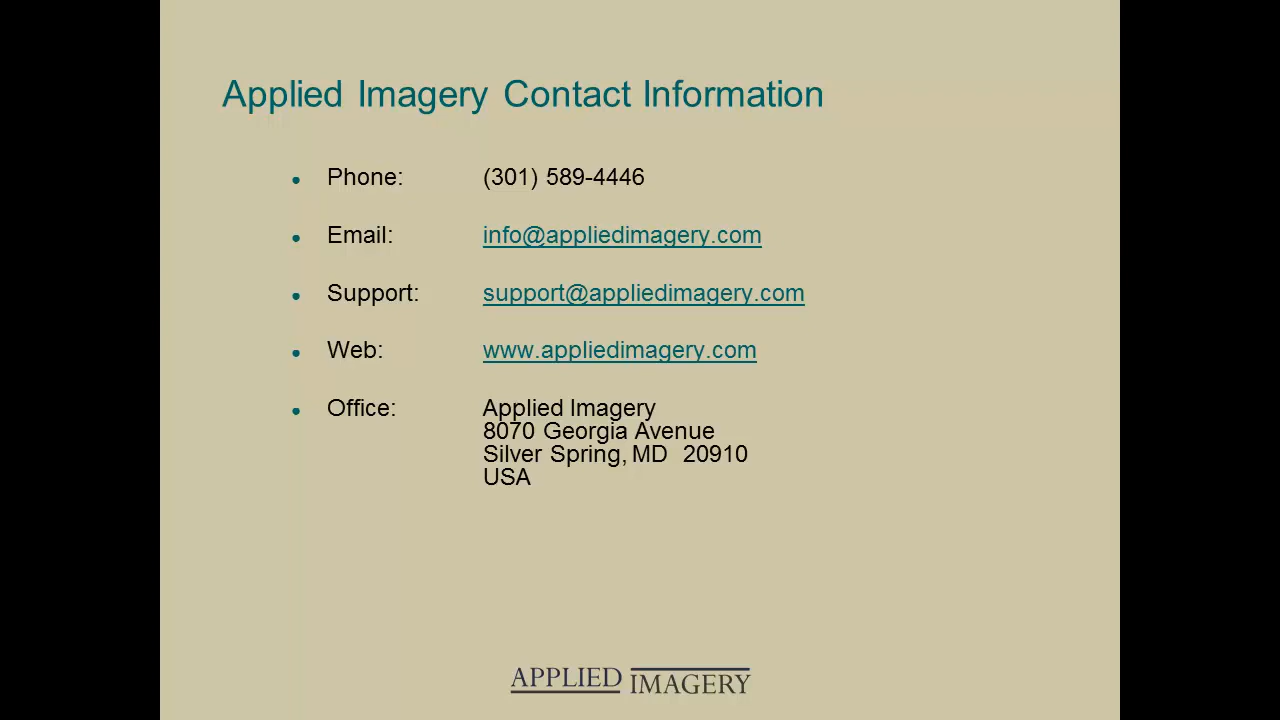 Applied Imagery Contact Information
• Phone: (301) 589-4446
• Email: info@appliedimagery.com
• Support: support@appliedimagery.com
• Web: www.appliedimagery.com
• Office: Applied Imagery
8070 Georgia Avenue
Silver Spring, MD 20910
USA
APPLIED IMAGERY